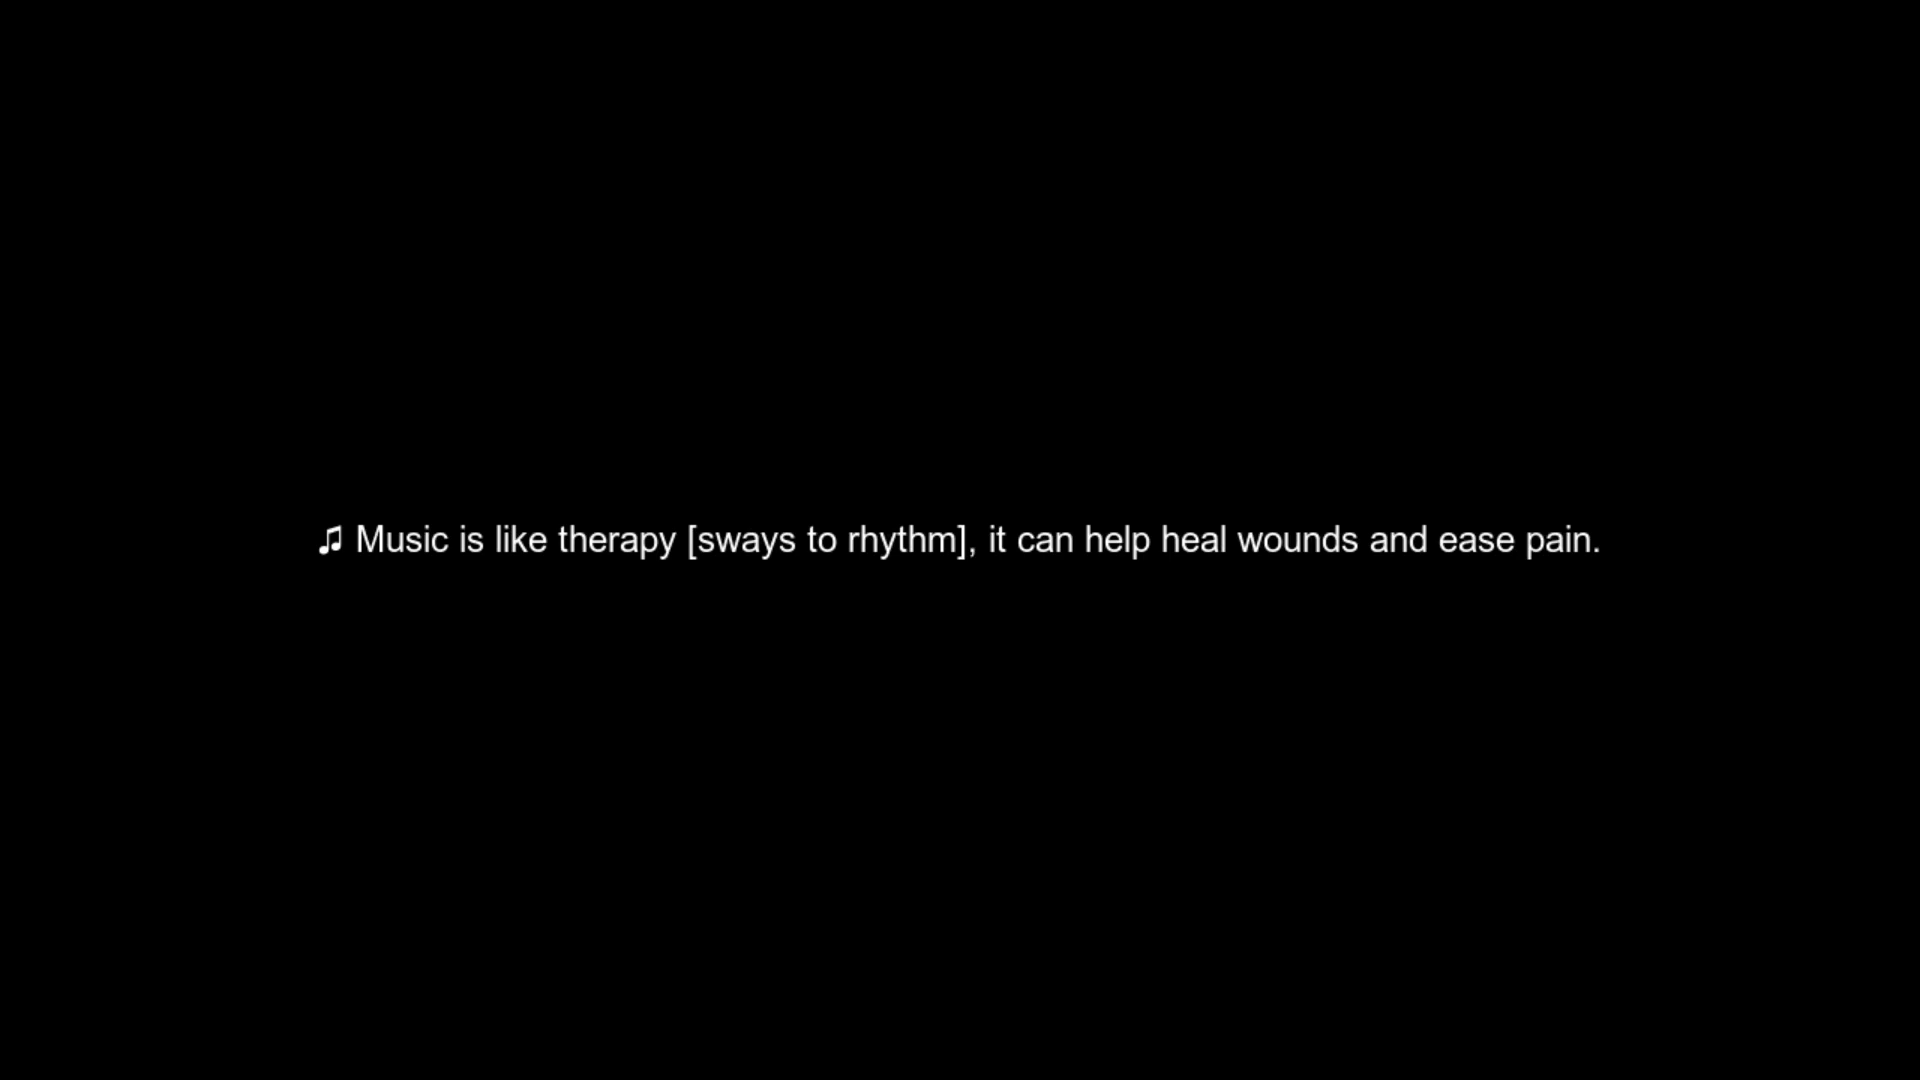 ♫ Music is like therapy [sways to rhythm], it can help heal wounds and ease pain.